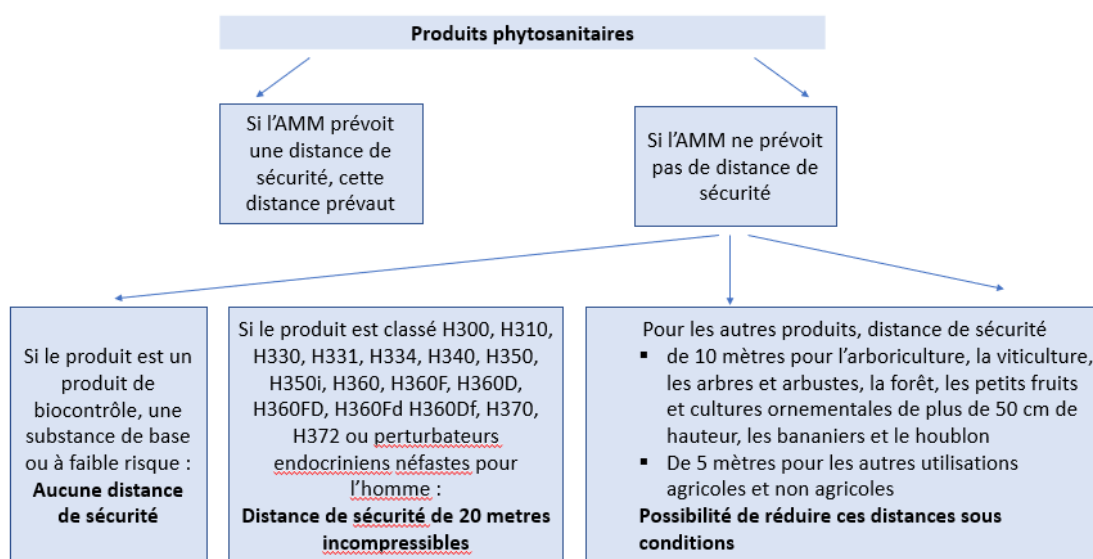 Produits phytosanitaires
Si l’AMM prévoit
une distance de
sécurité, cette
distance prévaut
Si l’AMM ne prévoit
pas de distance de
sécurité
Si le produit est un
produit de
biocontrôle, une
substance de base
ou à faible risque :
Aucune distance
de sécurité
Si le produit est classé H300, H310,
H330, H331, H334, H340, H350,
H350i, H360, H360F, H360D,
H360FD, H360Fd H360Df, H370,
H372 ou perturbateurs
endocriniens néfastes pour
l’homme :
Distance de sécurité de 20 metres
incompressibles
Pour les autres produits, distance de sécurité
▪ de 10 mètres pour l’arboriculture, la viticulture,
les arbres et arbustes, la forêt, les petits fruits
et cultures ornementales de plus de 50 cm de
hauteur, les bananiers et le houblon
▪ De 5 mètres pour les autres utilisations
agricoles et non agricoles
Possibilité de réduire ces distances sous
conditions